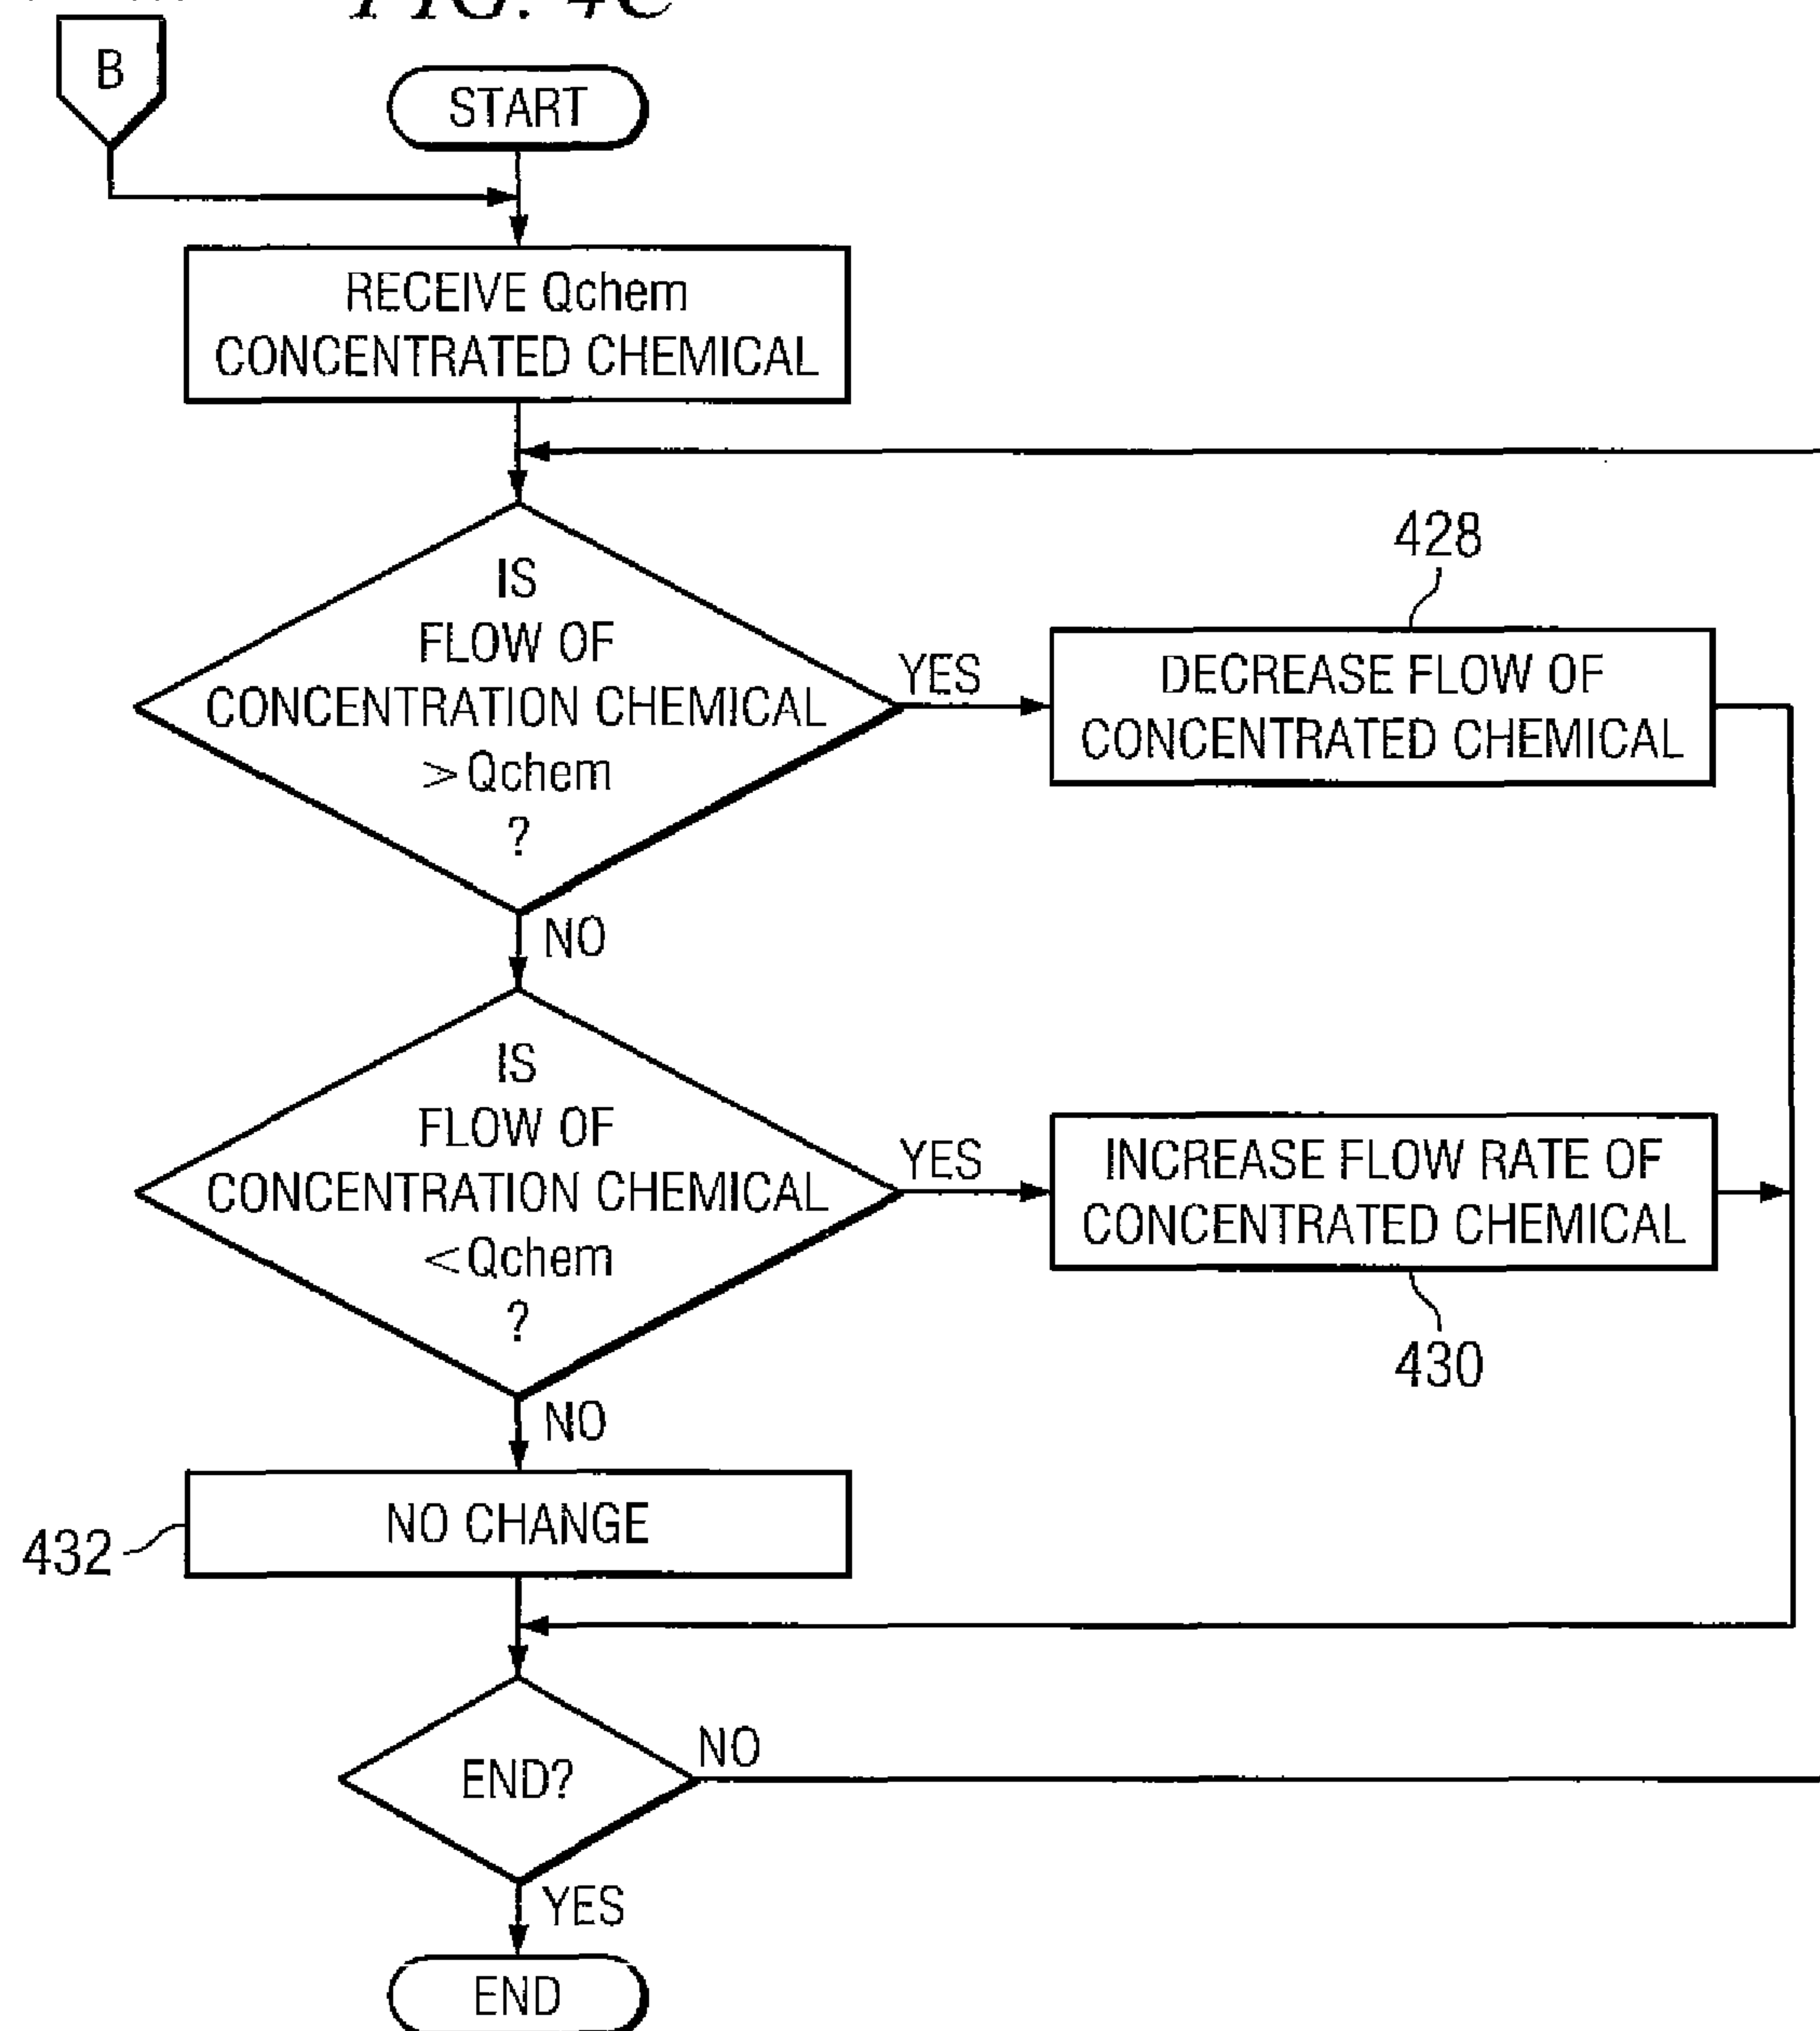 FIG. 4C
B
START
RECEIVE Qchem
CONCENTRATED CHEMICAL
IS
FLOW OF
CONCENTRATION CHEMICAL
>Qchem
?
YES
428
DECREASE FLOW OF
CONCENTRATED CHEMICAL
NO
IS
FLOW OF
CONCENTRATION CHEMICAL
<Qchem
?
YES
INCREASE FLOW RATE OF
CONCENTRATED CHEMICAL
430
NO
432
NO CHANGE
END?
NO
YES
END